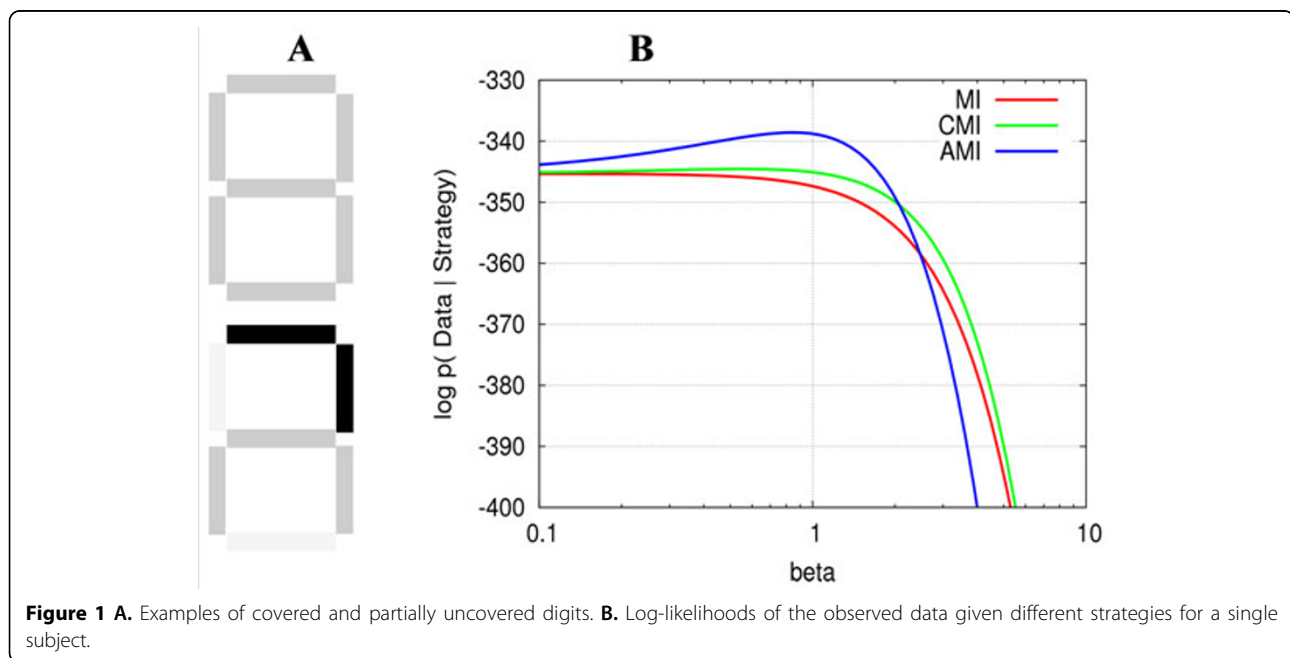 A
B
-330
-340
-350
-360
-370
-380
-390
-400
log p( Data | Strategy)
MI
CMI
AMI
0.1
1
10
beta
Figure 1 A. Examples of covered and partially uncovered digits. B. Log-likelihoods of the observed data given different strategies for a single
subject.